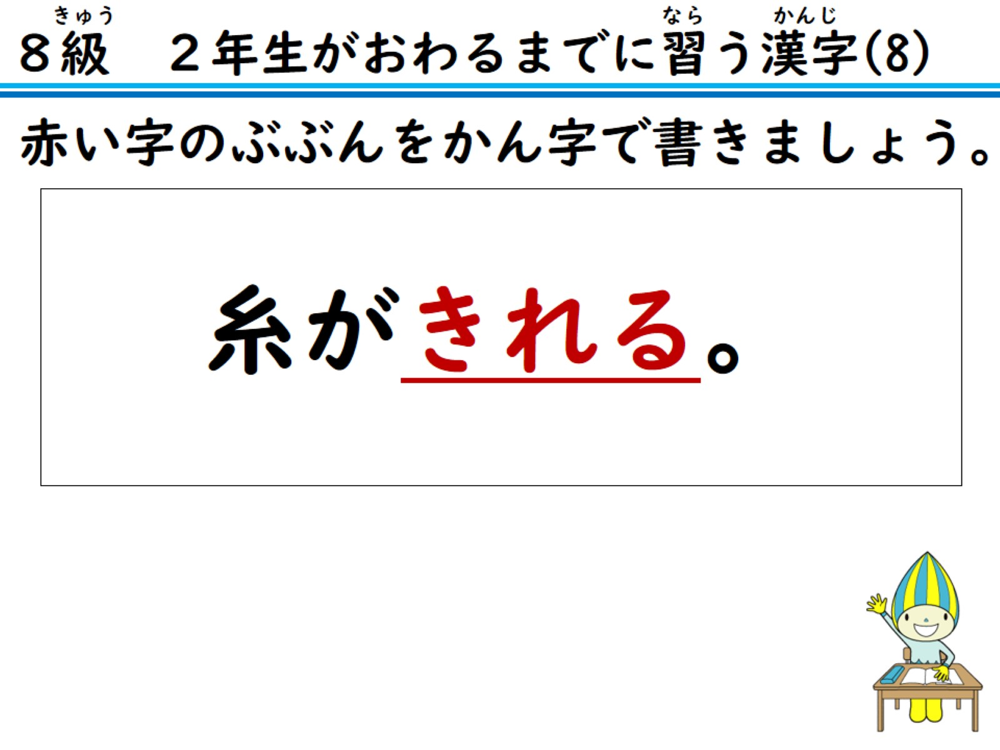 きゅう なら かんじ
８級　２年生がおわるまでに習う漢字(8)
赤い字のぶぶんをかん字で書きましょう。
糸がきれる。